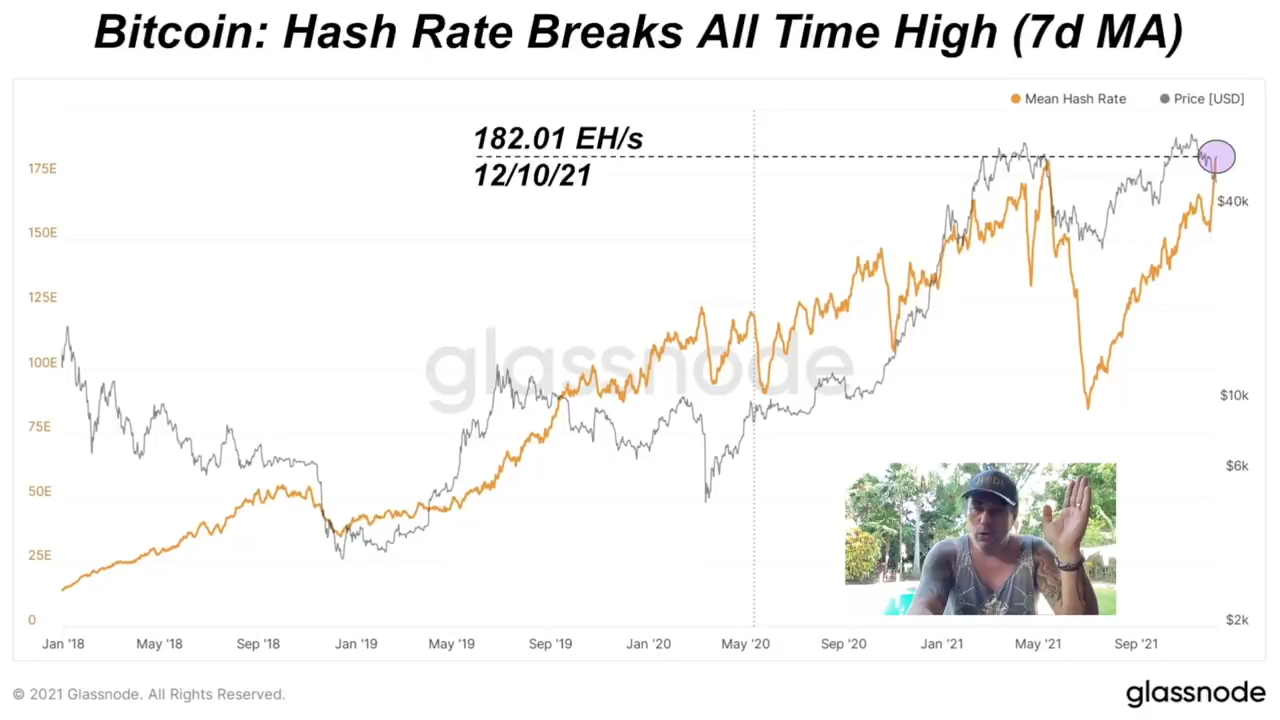 Bitcoin: Hash Rate Breaks All Time High (7d MA)
Mean Hash Rate
Price [USD]
182.01 EH/s
12/10/21
175E
150E
125E
100E
75E
50E
25E
0
$40k
$10k
$6k
$2k
glassnode
Jan '18
May '18
Sep '18
Jan '19
May '19
Sep '19
Jan '20
May '20
Sep '20
Jan '21
May '21
Sep '21
© 2021 Glassnode. All Rights Reserved.
glassnode